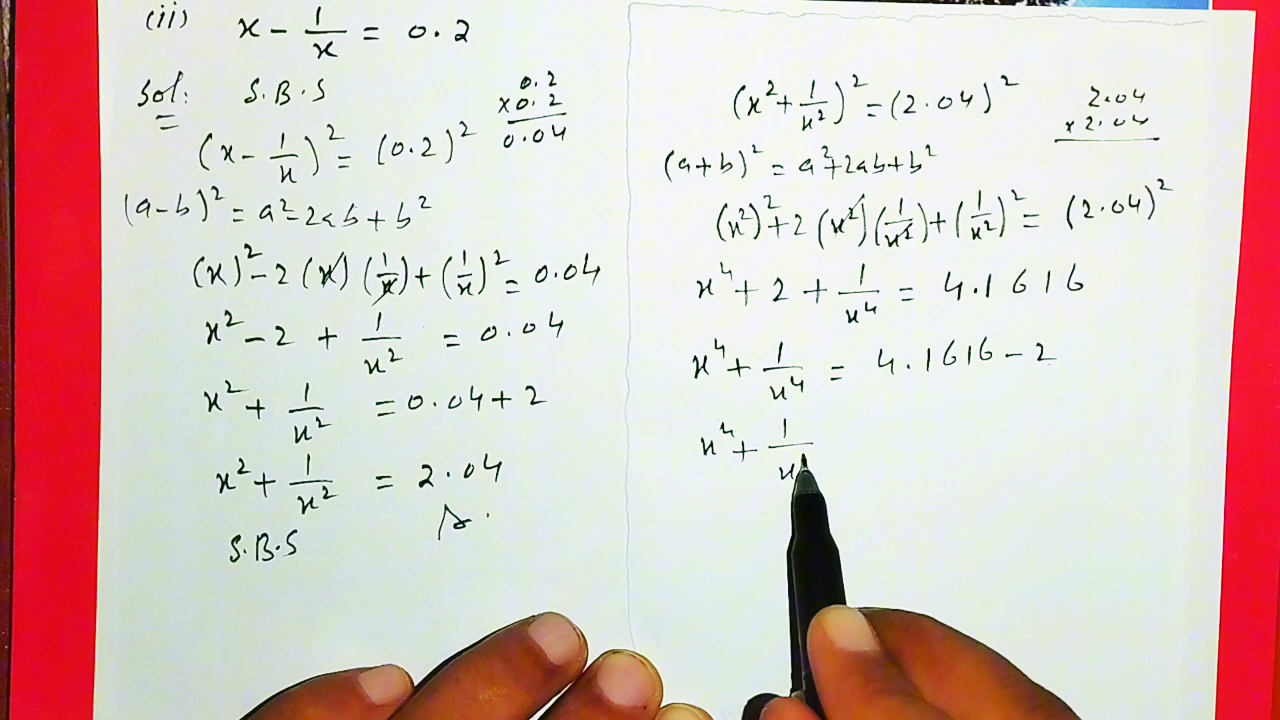 (ii) x - 1/x = 0.2
Sol: S.B.S
0.2
×0.2
0.04
(x - 1/x)² = (0.2)²
(a-b)² = a²-2ab+b²
(x)² - 2(x)(1/x) + (1/x)² = 0.04
x² - 2 + 1/x² = 0.04
x² + 1/x² = 0.04+2
x² + 1/x² = 2.04
S.B.S
(x² + 1/x²)² = (2.04)²
2.04
×2.04
(a+b)² = a²+2ab+b²
(x²)² + 2(x²)(1/x²) + (1/x²)² = (2.04)²
x⁴ + 2 + 1/x⁴ = 4.1616
x⁴ + 1/x⁴ = 4.1616 - 2
x⁴ + 1/x